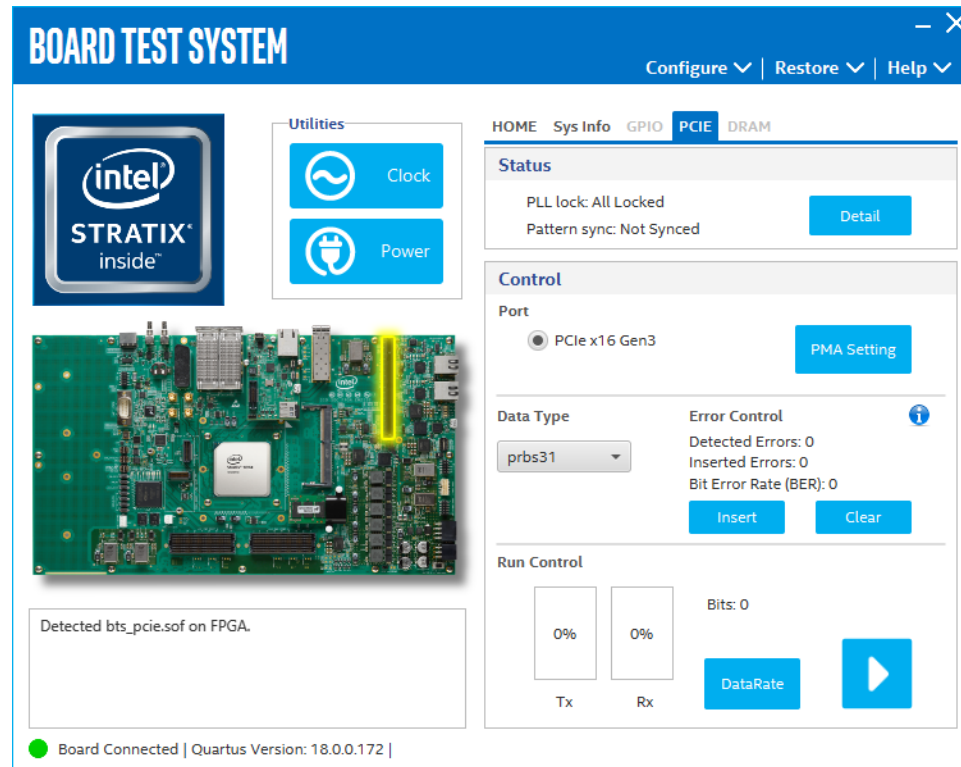 BOARD TEST SYSTEM
Configure | Restore | Help
intel
STRATIX
inside™
Utilities
Clock
Power
HOME Sys Info GPIO PCIE DRAM
Status
PLL lock: All Locked
Pattern sync: Not Synced
Detail
Control
Port
PCIe x16 Gen3
PMA Setting
Data Type
prbs31
Error Control
Detected Errors: 0
Inserted Errors: 0
Bit Error Rate (BER): 0
Insert
Clear
Run Control
0%
0%
Tx
Rx
Bits: 0
DataRate
Detected bts_pcie.sof on FPGA.
Board Connected | Quartus Version: 18.0.0.172 |